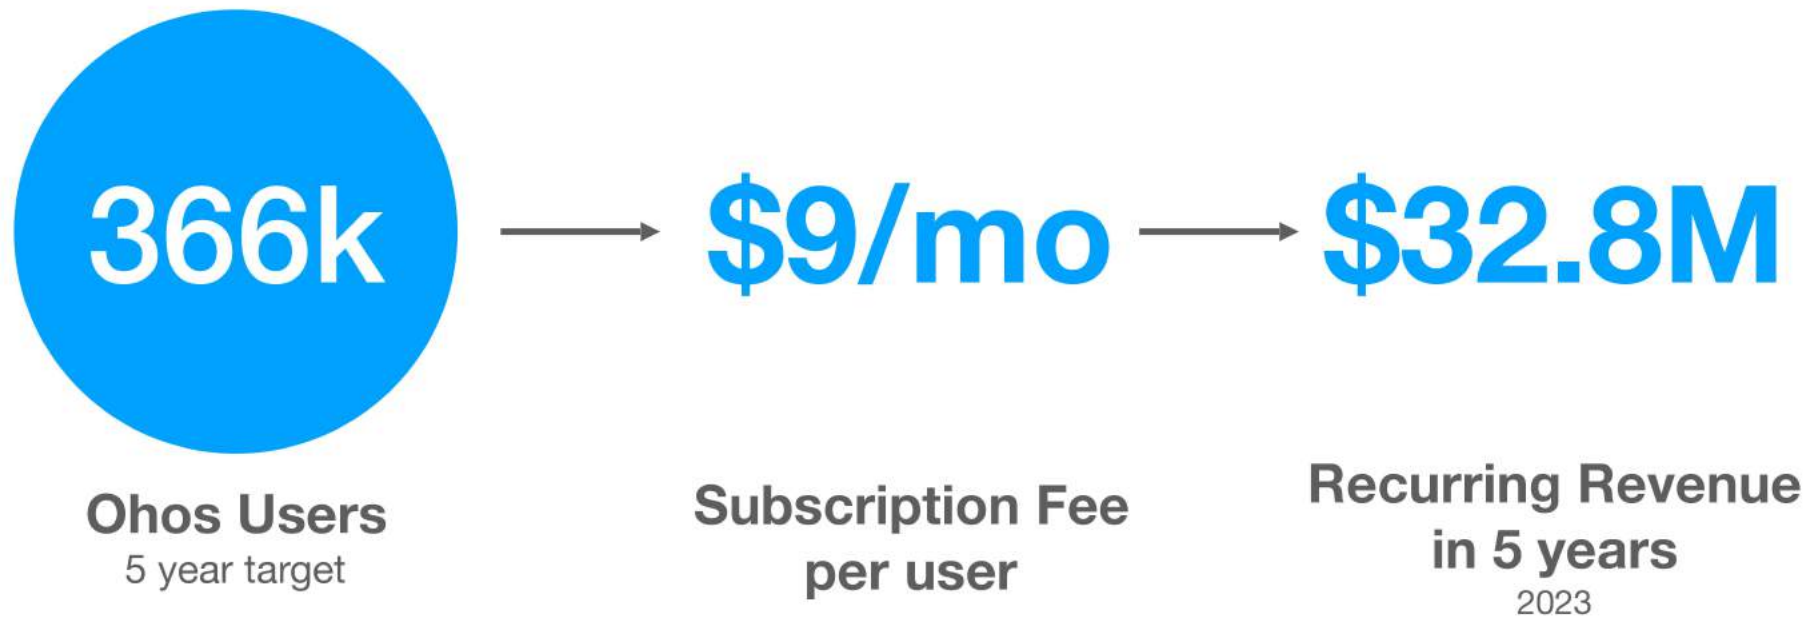 366k
$9/mo
$32.8M
Ohos Users
5 year target
Subscription Fee
per user
Recurring Revenue
in 5 years
2023